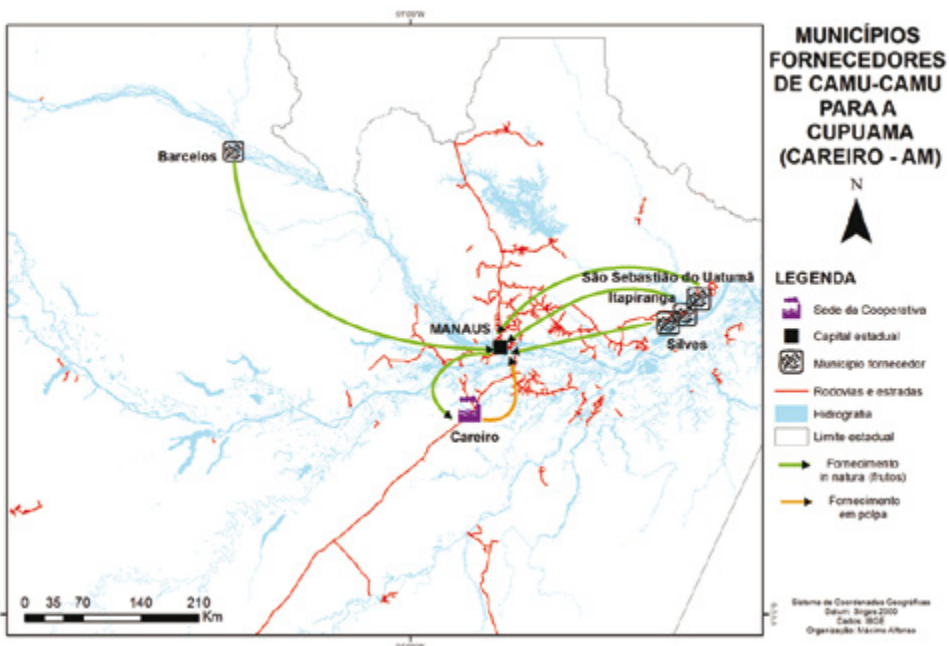 MUNICÍPIOS
FORNECEDORES
DE CAMU-CAMU
PARA A
CUPUAMA
(CAREIRO - AM)
N
Barcelos
São Sebastião do Uatumã
Itapiranga
MANAUS
Silves
Careiro
LEGENDA
Sede da Cooperativa
Capital estadual
Município fornecedor
Rodovias e estradas
Hidrografia
Limite estadual
Fornecimento
in natura (frutos)
Fornecimento
em polpa
0 35 70 140 210
Km
Sistema de Coordenadas Geográficas
Datum: Sirgas 2000
Dados: IBGE
Organização: Máximo Alfonso